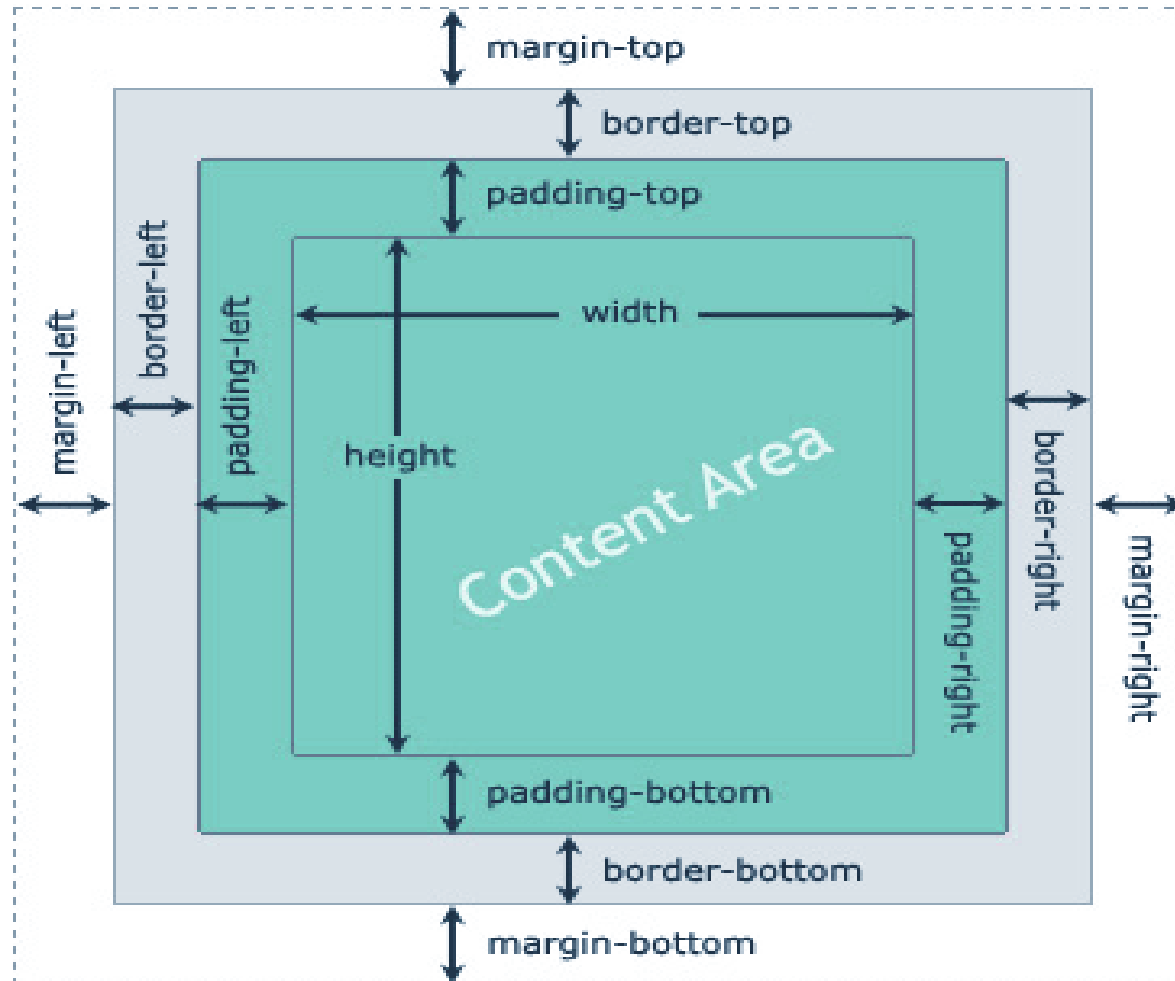 margin-top
border-top
padding-top
border-left
margin-left
padding-left
width
height
Content Area
border-right
padding-right
margin-right
padding-bottom
border-bottom
margin-bottom